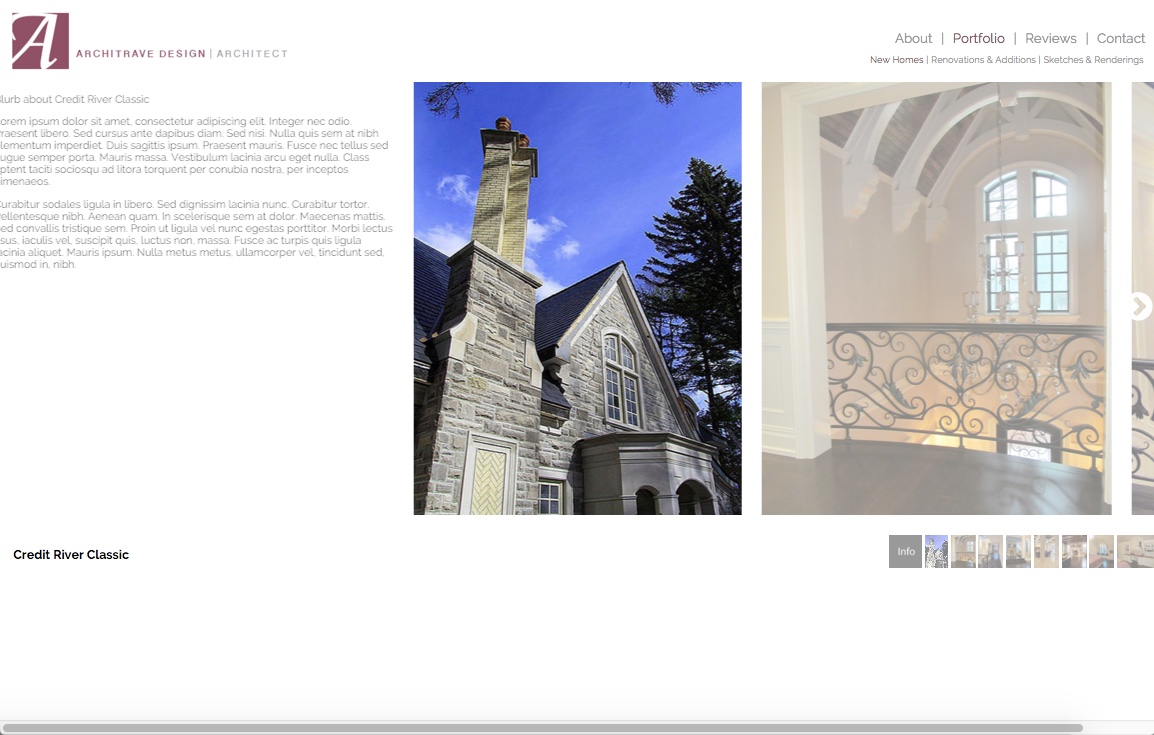 A
ARCHITRAVE DESIGN | ARCHITECT
About | Portfolio | Reviews | Contact
New Homes | Renovations & Additions | Sketches & Renderings
lurb about Credit River Classic
orem ipsum dolor sit amet, consectetur adipiscing elit. Integer nec odio.
raesent libero. Sed cursus ante dapibus diam. Sed nisi. Nulla quis sem at nibh
lementum imperdiet. Duis sagittis ipsum. Praesent mauris. Fusce nec tellus sed
ugue semper porta. Mauris massa. Vestibulum lacinia arcu eget nulla. Class
ptent taciti sociosqu ad litora torquent per conubia nostra, per inceptos
imenaeos.
urabitur sodales ligula in libero. Sed dignissim lacinia nunc. Curabitur tortor.
ellentesque nibh. Aenean quam. In scelerisque sem at dolor. Maecenas mattis.
ed convallis tristique sem. Proin ut ligula vel nunc egestas porttitor. Morbi lectus
sus, iaculis vel, suscipit quis, luctus non, massa. Fusce ac turpis quis ligula
acinia aliquet. Mauris ipsum. Nulla metus metus, ullamcorper vel, tincidunt sed,
uismod in, nibh.
Credit River Classic
Info